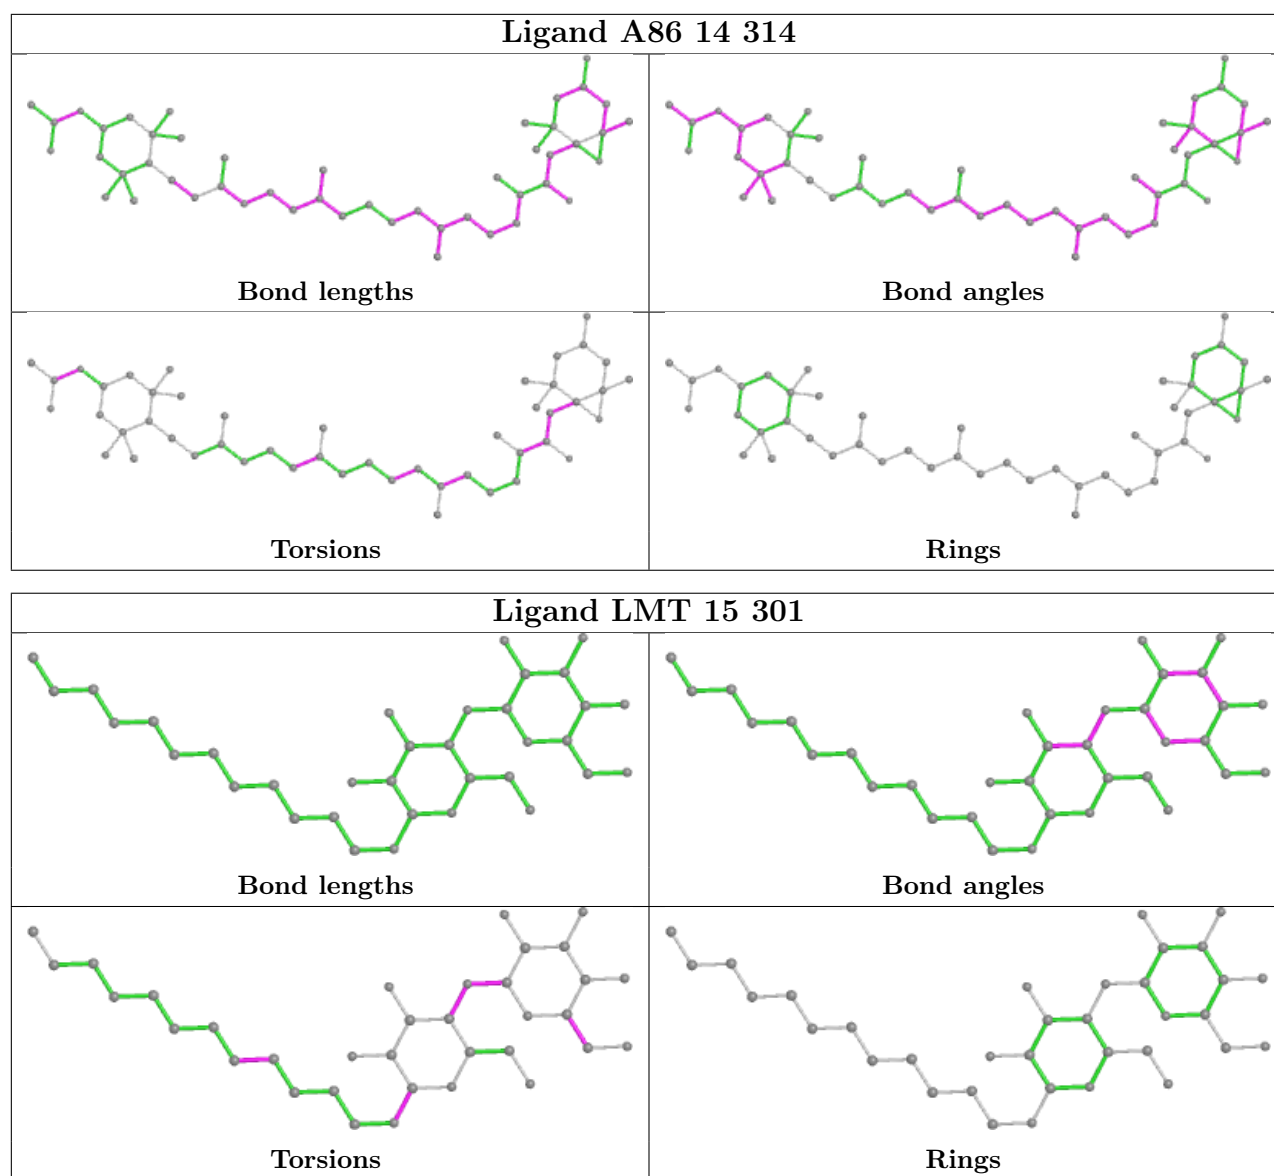 Ligand A86 14 314
Bond lengths
Bond angles
Torsions
Rings
Ligand LMT 15 301
Bond lengths
Bond angles
Torsions
Rings